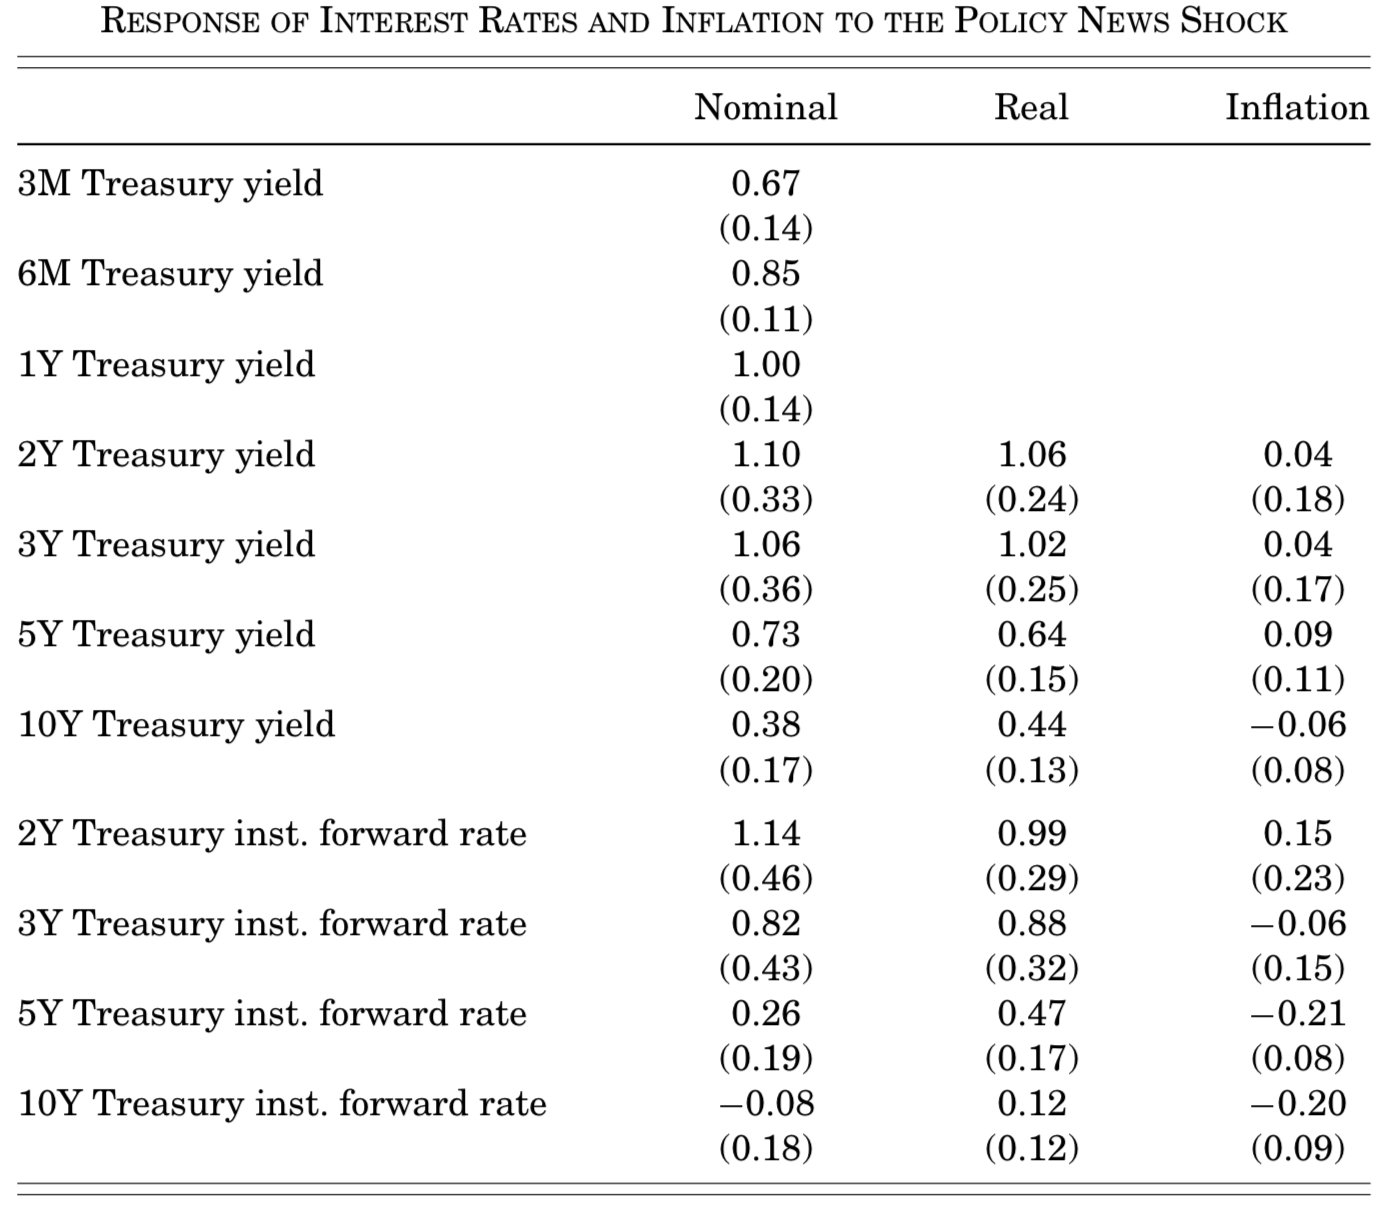 RESPONSE OF INTEREST RATES AND INFLATION TO THE POLICY NEWS SHOCK
Nominal Real Inflation
3M Treasury yield 0.67
(0.14)
6M Treasury yield 0.85
(0.11)
1Y Treasury yield 1.00
(0.14)
2Y Treasury yield 1.10 1.06 0.04
(0.33) (0.24) (0.18)
3Y Treasury yield 1.06 1.02 0.04
(0.36) (0.25) (0.17)
5Y Treasury yield 0.73 0.64 0.09
(0.20) (0.15) (0.11)
10Y Treasury yield 0.38 0.44 −0.06
(0.17) (0.13) (0.08)
2Y Treasury inst. forward rate 1.14 0.99 0.15
(0.46) (0.29) (0.23)
3Y Treasury inst. forward rate 0.82 0.88 −0.06
(0.43) (0.32) (0.15)
5Y Treasury inst. forward rate 0.26 0.47 −0.21
(0.19) (0.17) (0.08)
10Y Treasury inst. forward rate −0.08 0.12 −0.20
(0.18) (0.12) (0.09)